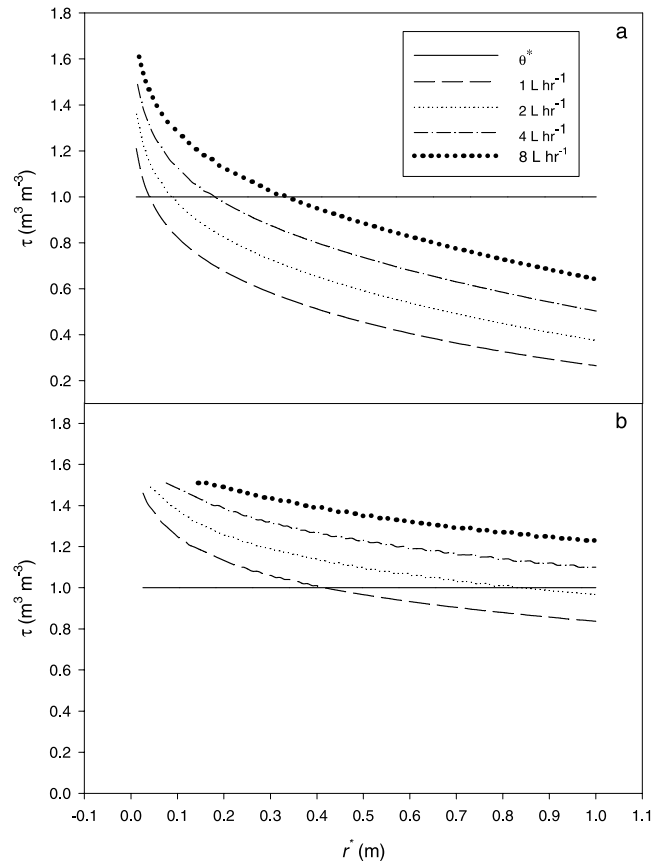 1.8
1.6
1.4
1.2
1.0
0.8
0.6
0.4
0.2
τ (m³ m⁻³)
a
θ*
1 L hr⁻¹
2 L hr⁻¹
4 L hr⁻¹
8 L hr⁻¹
1.8
1.6
1.4
1.2
1.0
0.8
0.6
0.4
0.2
0.0
τ (m³ m⁻³)
b
-0.1 0.0 0.1 0.2 0.3 0.4 0.5 0.6 0.7 0.8 0.9 1.0 1.1
r* (m)